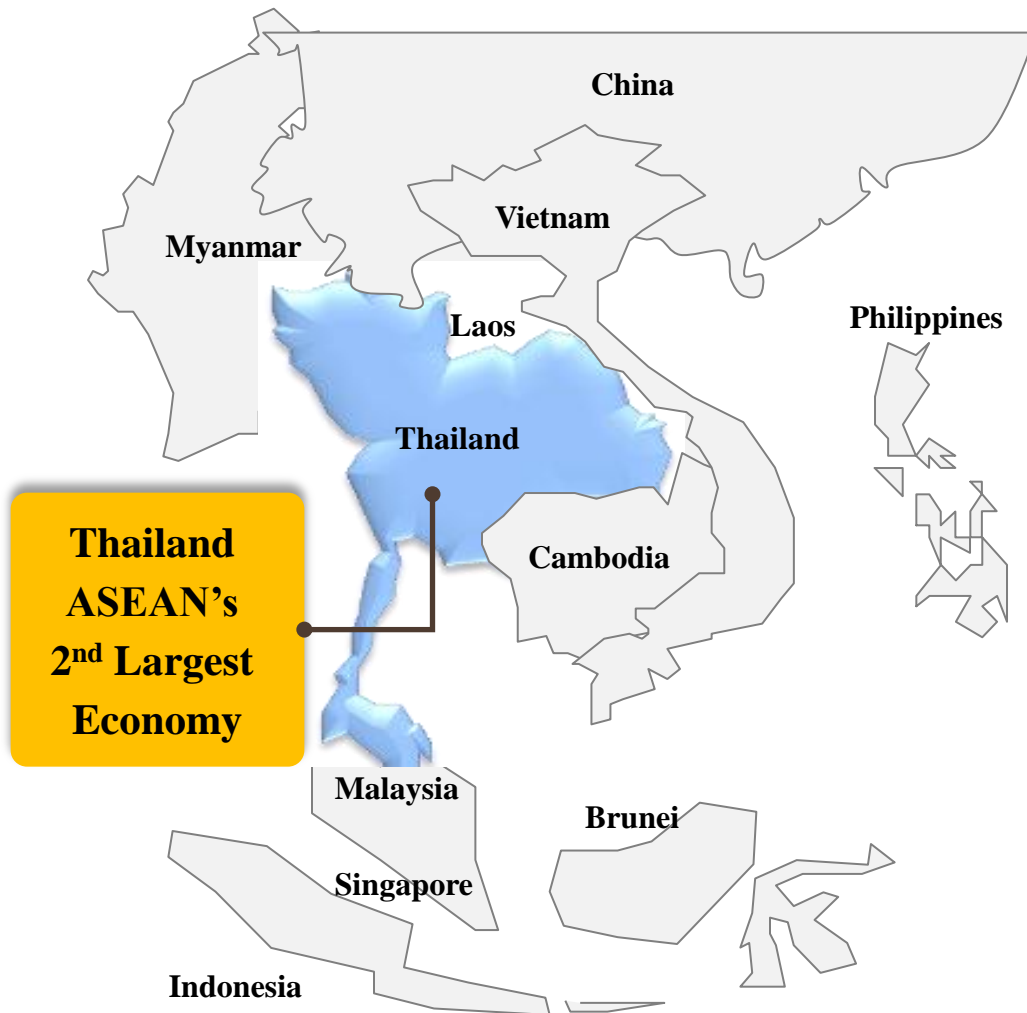 China
Vietnam
Myanmar
Philippines
Laos
Thailand
Thailand
ASEAN’s
2nd Largest
Economy
Cambodia
Malaysia
Brunei
Singapore
Indonesia